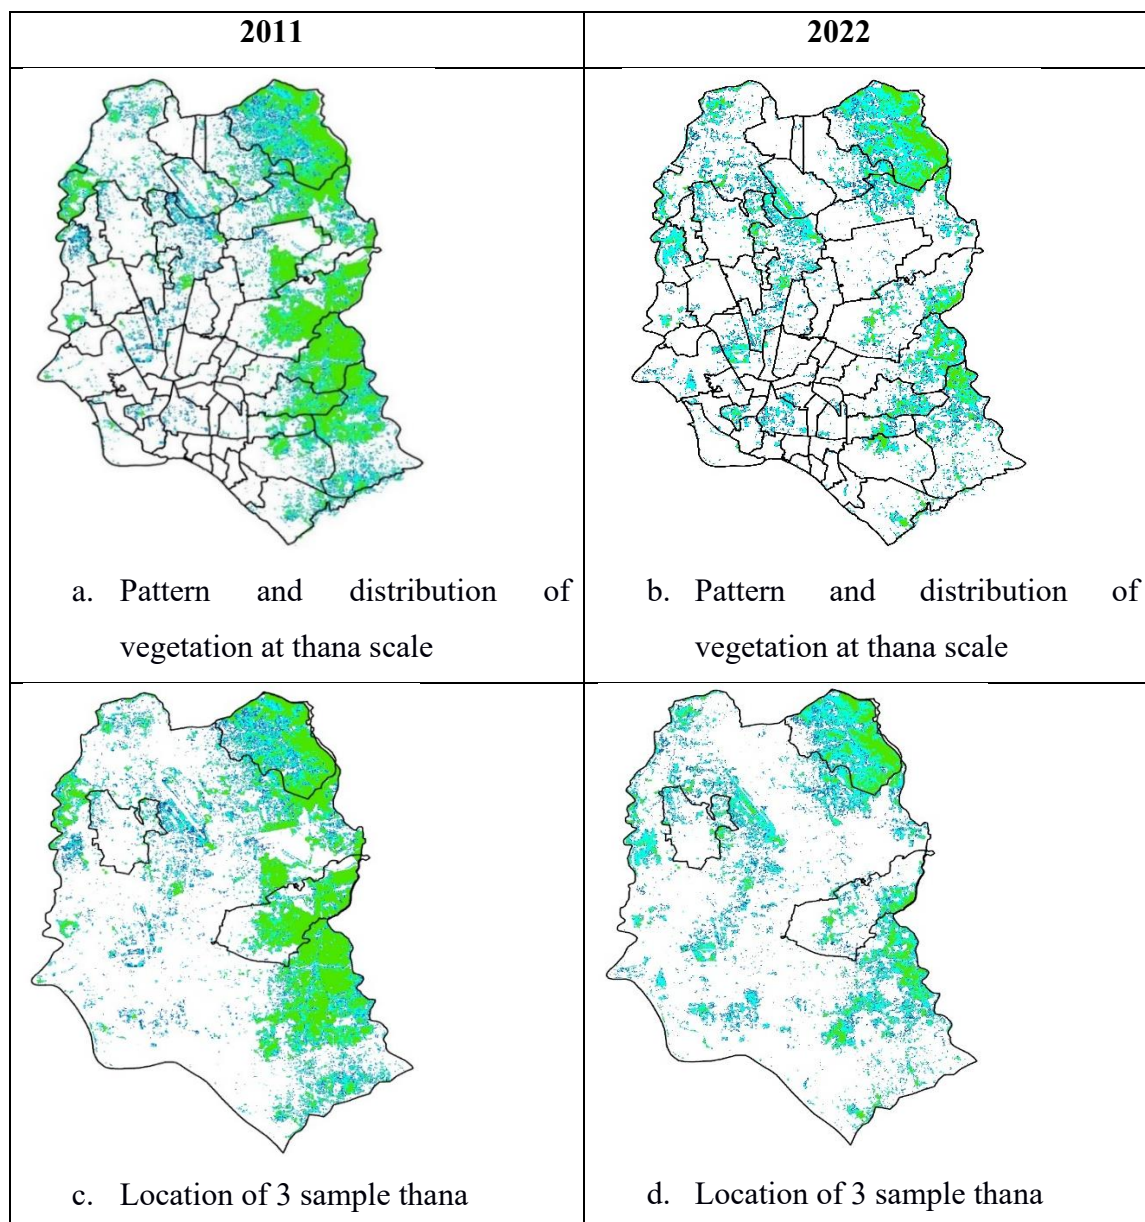 2011
2022
a. Pattern and distribution of
vegetation at thana scale
b. Pattern and distribution of
vegetation at thana scale
c. Location of 3 sample thana
d. Location of 3 sample thana